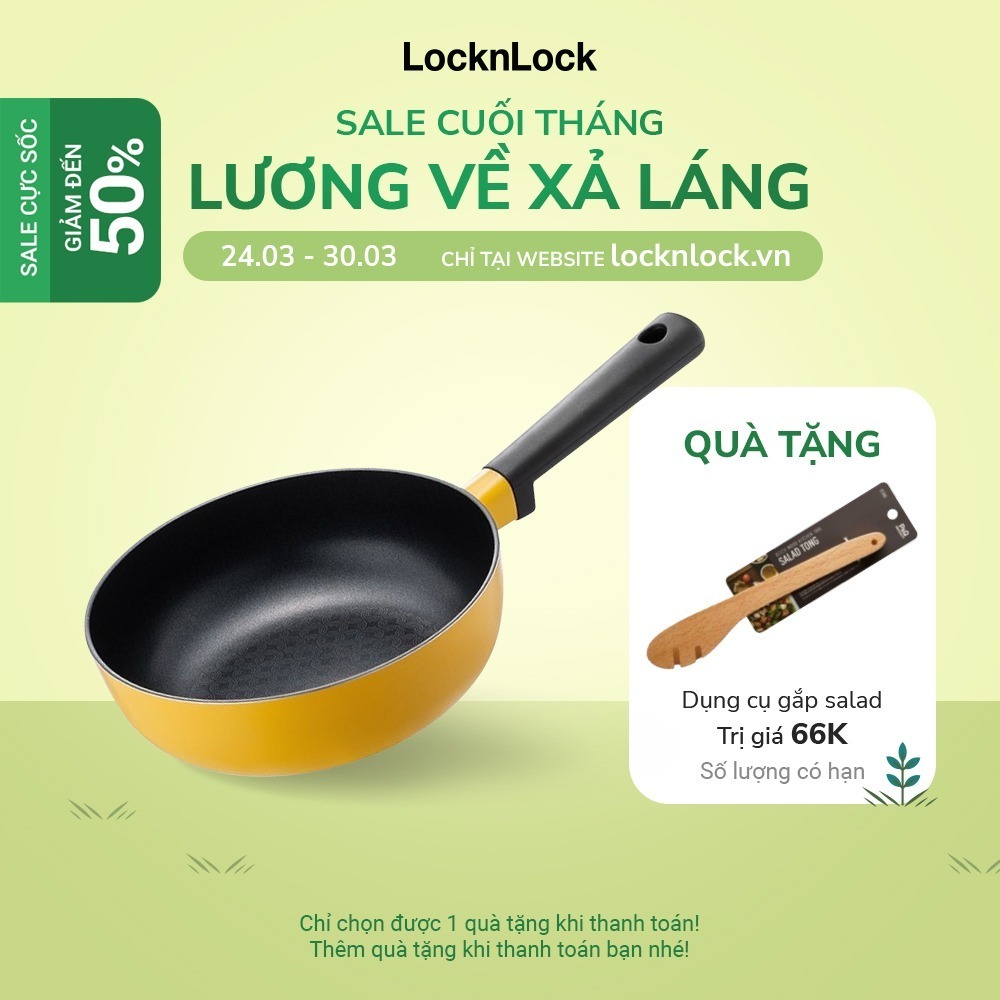 LocknLock
SALE CUỐI THÁNG
LƯƠNG VỀ XẢ LÁNG
24.03 - 30.03 CHỈ TẠI WEBSITE locknlock.vn
SALE CỰC SỐC
GIẢM ĐẾN
50%
QUÀ TẶNG
SALAD TONG
Dụng cụ gắp salad
Trị giá 66K
Số lượng có hạn
Chỉ chọn được 1 quà tặng khi thanh toán!
Thêm quà tặng khi thanh toán bạn nhé!